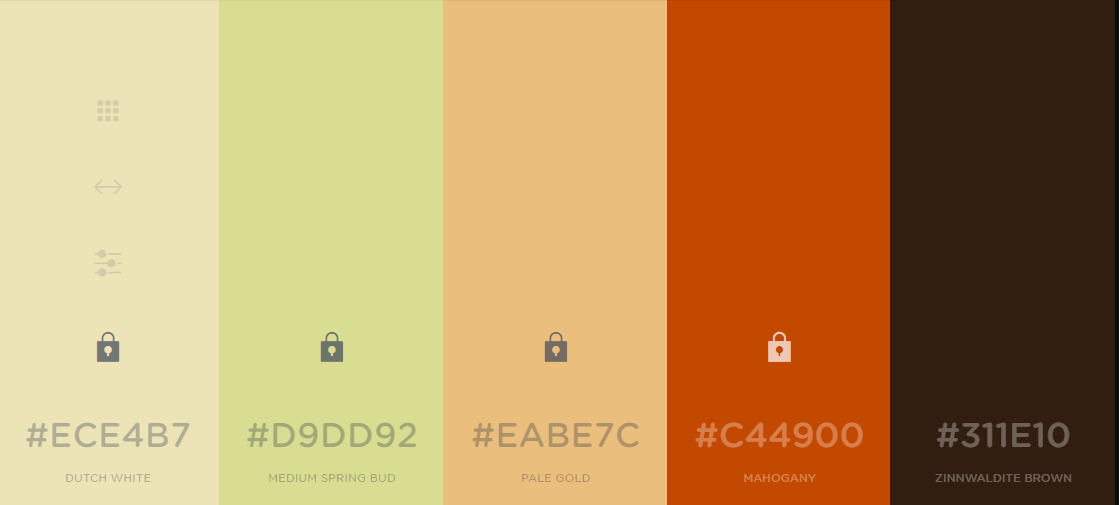 #ECE4B7
DUTCH WHITE
#D9DD92
MEDIUM SPRING BUD
#EABE7C
PALE GOLD
#C44900
MAHOGANY
#311E10
ZINNWALDITE BROWN